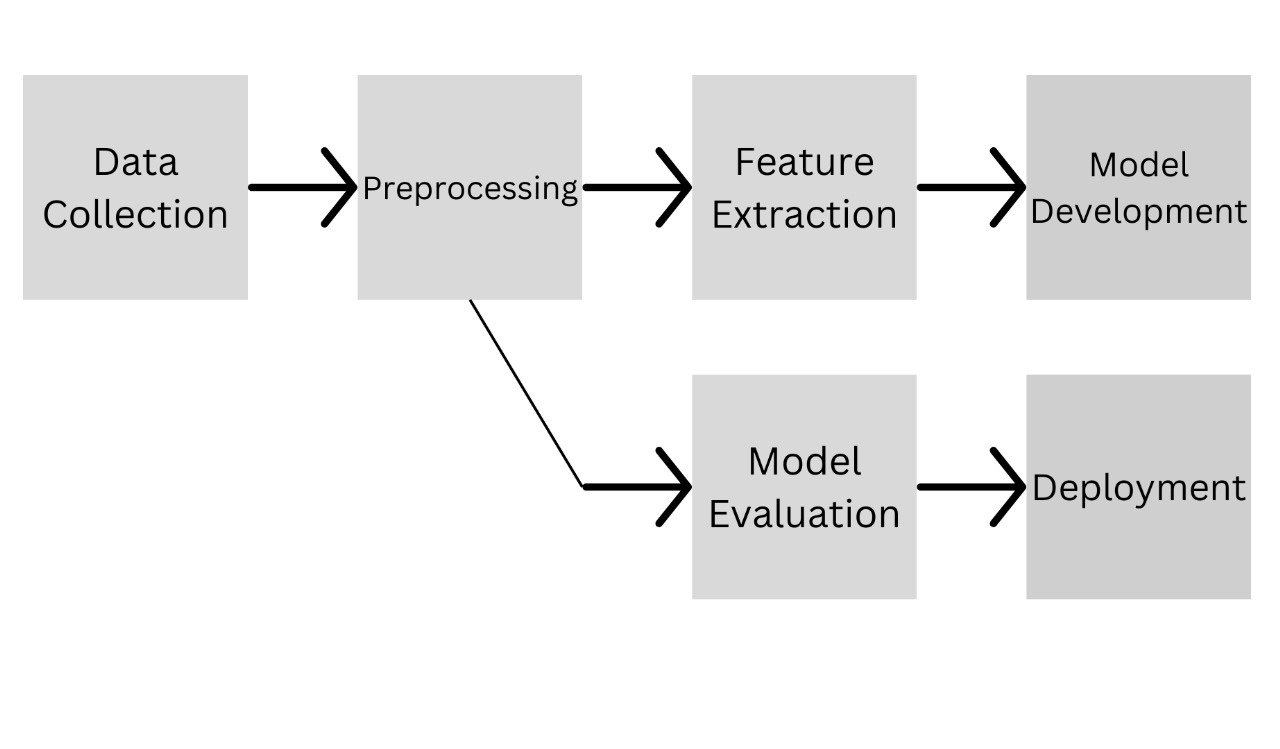 Data
Collection
Preprocessing
Feature
Extraction
Model
Development
Model
Evaluation
Deployment